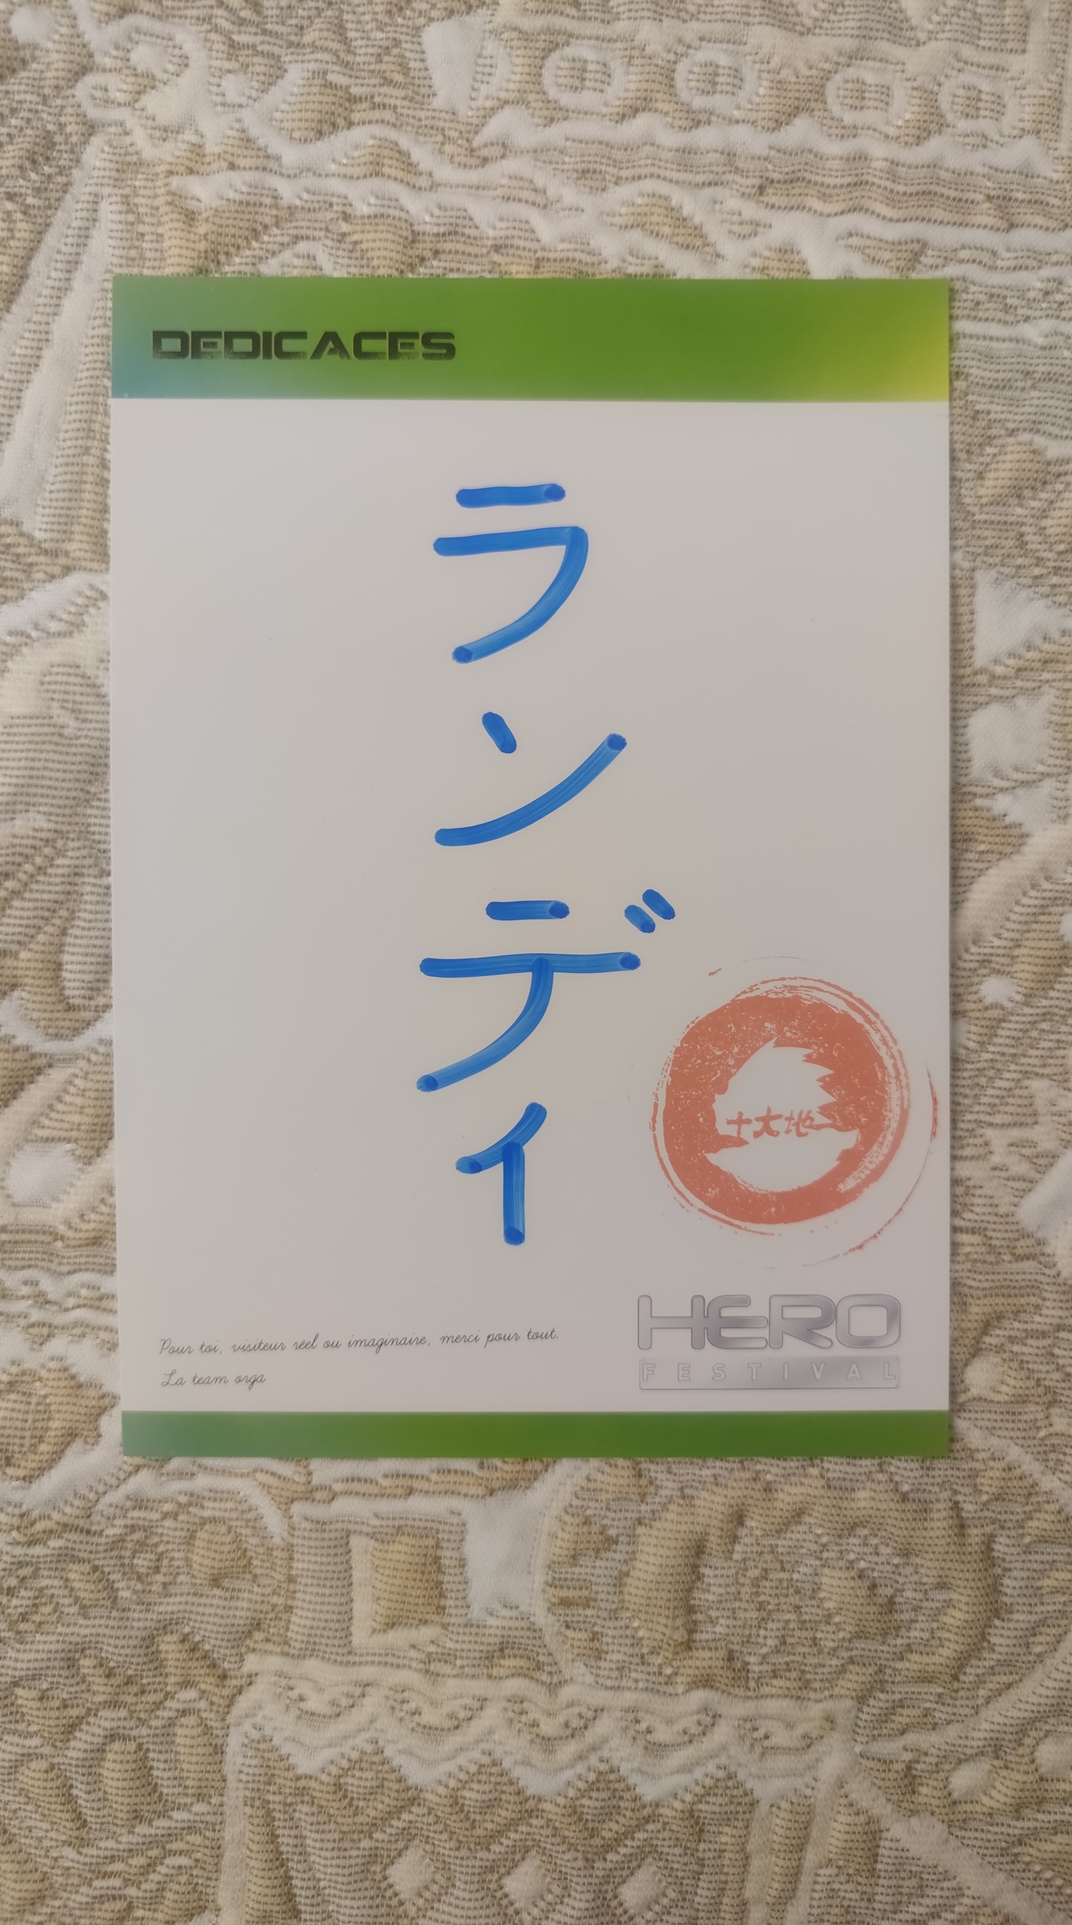 DEDICACES
ランディ
十大地
Pour toi, visiteur réel ou imaginaire, merci pour tout.
La team orga
HERO
FESTIVAL